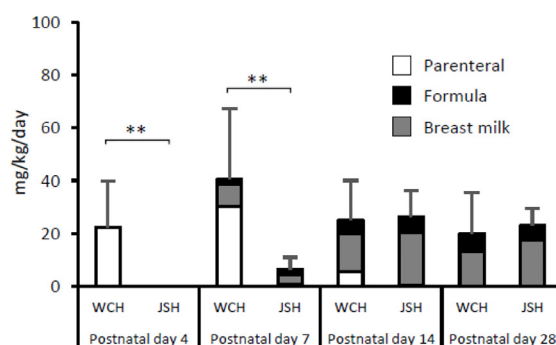 100
80
60
40
20
0
mg/kg/day
**
**
Parenteral
Formula
Breast milk
WCH JSH WCH JSH WCH JSH WCH JSH
Postnatal day 4 Postnatal day 7 Postnatal day 14 Postnatal day 28